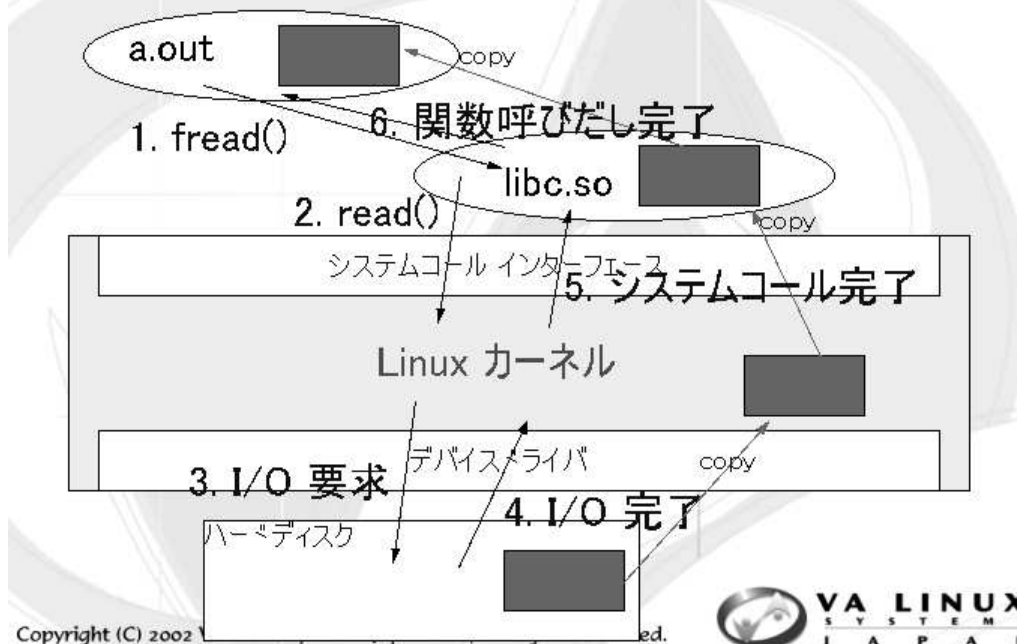 a.out
copy
1. fread()
6. 関数呼びだし完了
libc.so
2. read()
copy
システムコール インターフェース
5. システムコール完了
Linux カーネル
デバイスドライバ
copy
3. I/O 要求
4. I/O 完了
ハードディスク
Copyright (C) 2002
ed.
VA LINUX
SYSTEM
JAPA